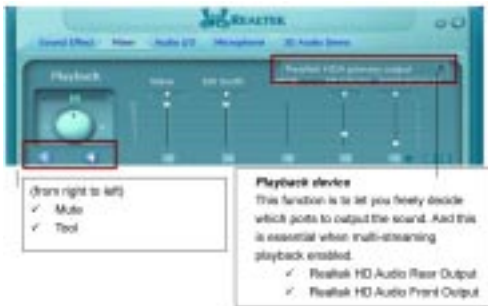 REALTEK
Sound Effect Mixer Audio I/O Microphone 3D Audio Demo
Playback
Realtek HDA primary output
(from right to left)
✓ Mute
✓ Tool
Playback device
This function is to let you freely decide
which ports to output the sound. And this
is essential when multi-streaming
playback enabled.
✓ Realtek HD Audio Rear Output
✓ Realtek HD Audio Front Output